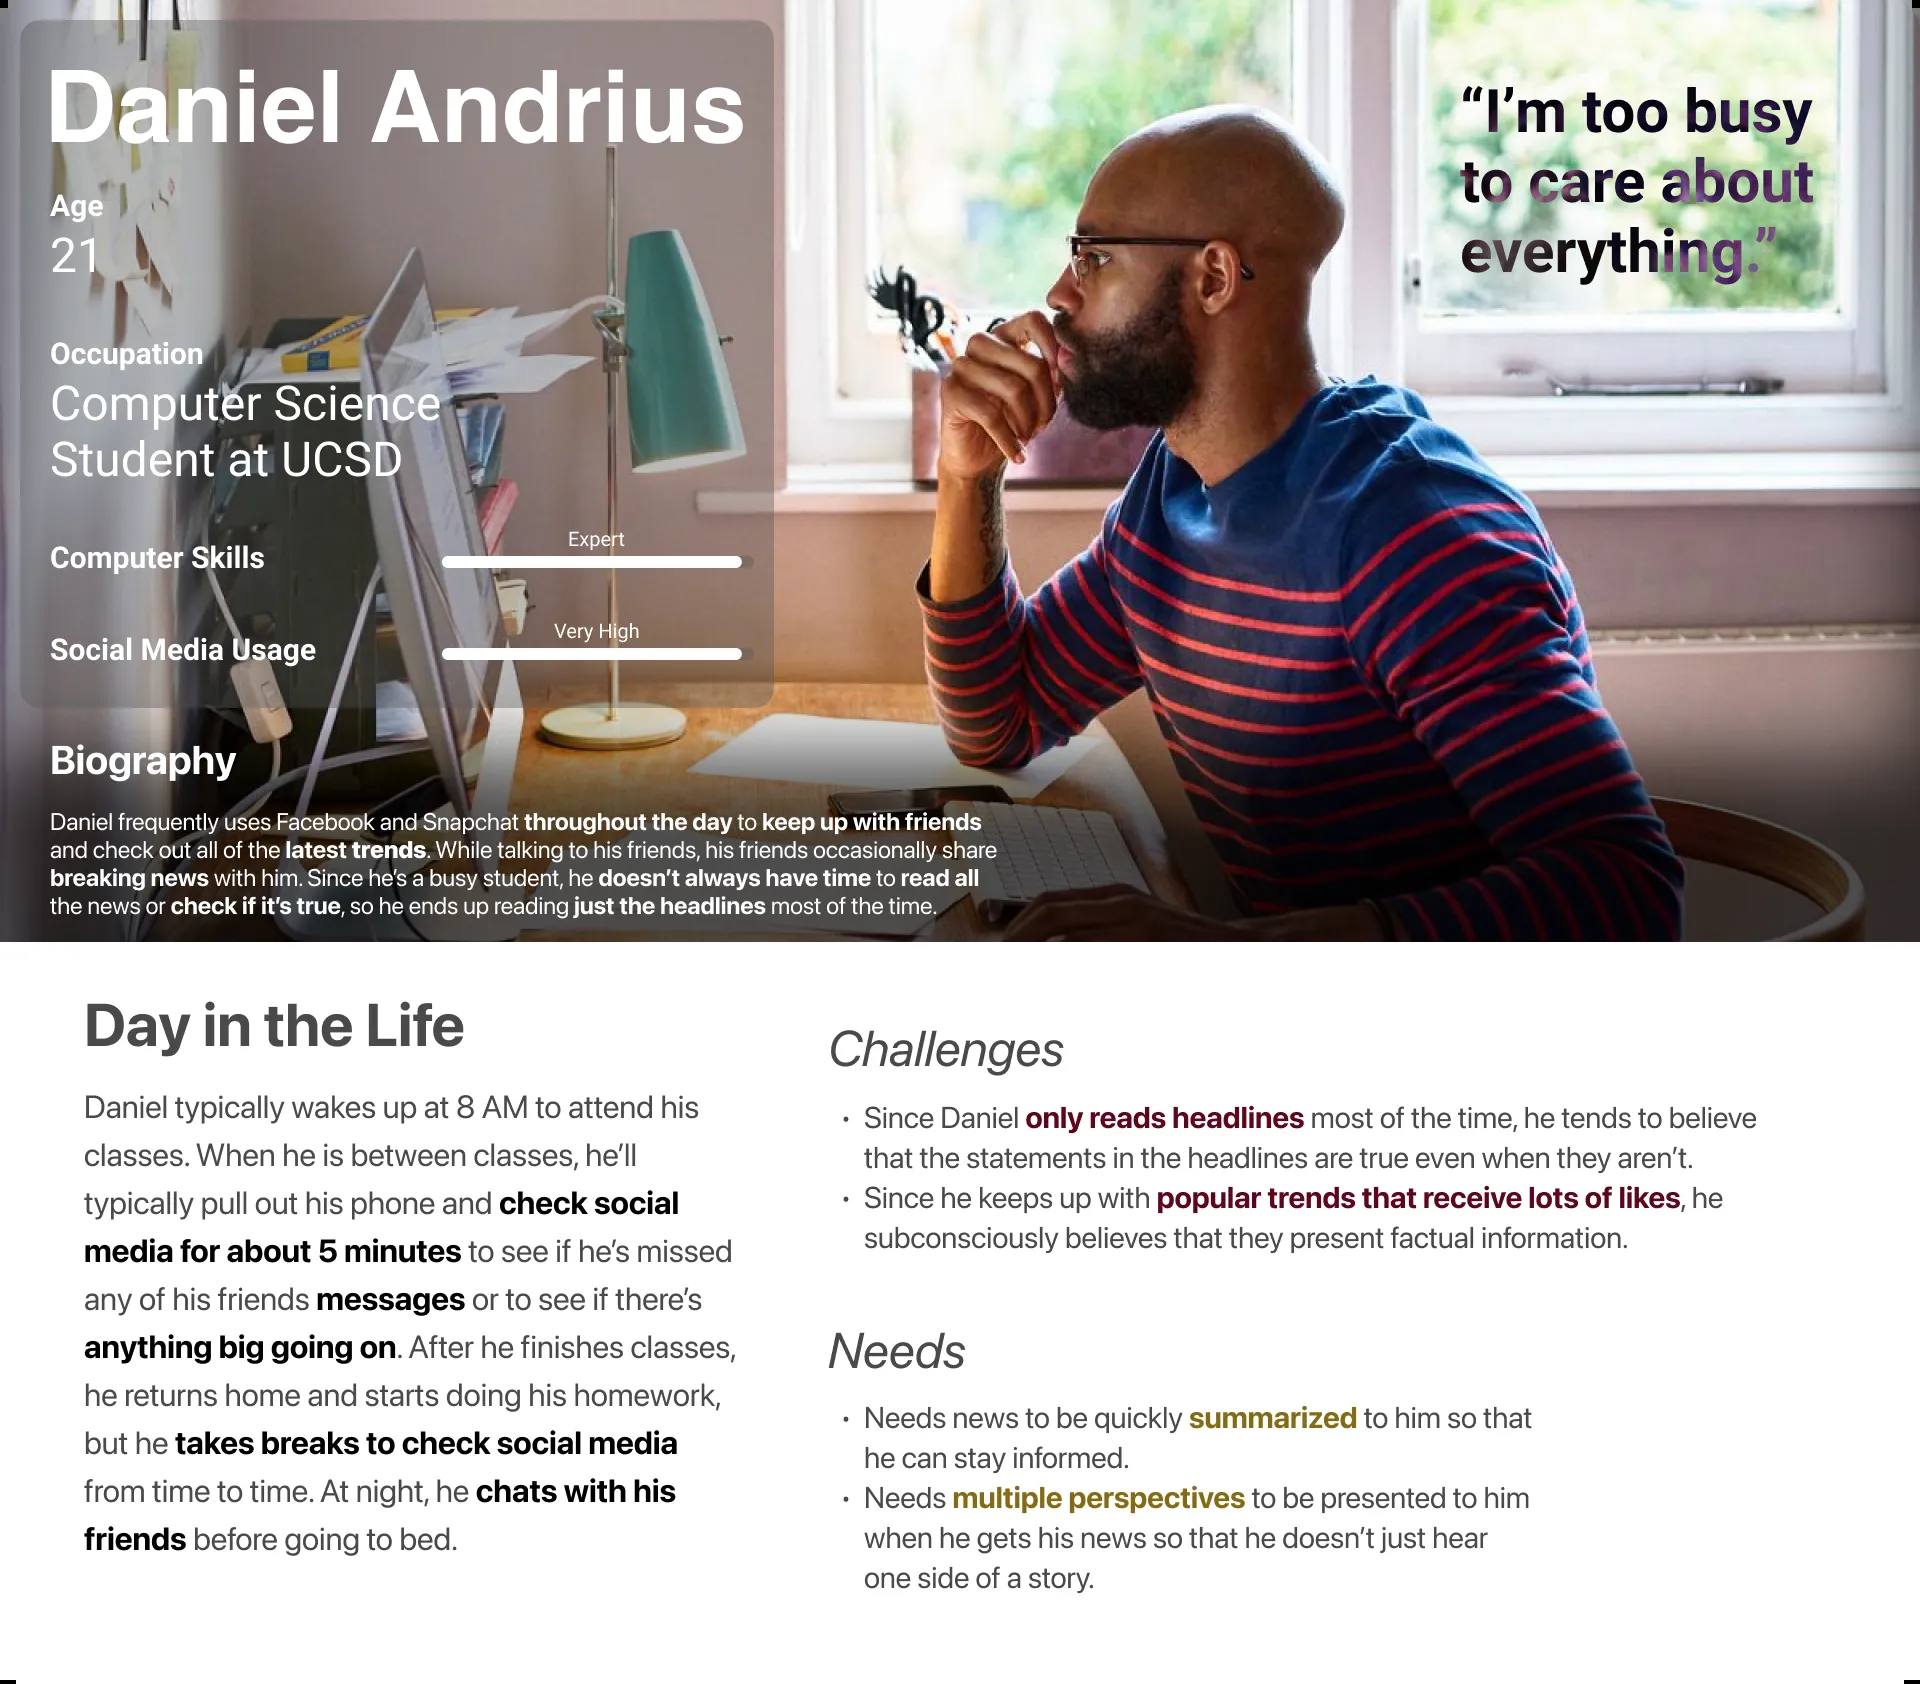 Daniel Andrius
“I’m too busy
to care about
everything.”
Age
21
Occupation
Computer Science
Student at UCSD
Computer Skills
Expert
Social Media Usage
Very High
Biography
Daniel frequently uses Facebook and Snapchat throughout the day to keep up with friends
and check out all of the latest trends. While talking to his friends, his friends occasionally share
breaking news with him. Since he’s a busy student, he doesn’t always have time to read all
the news or check if it’s true, so he ends up reading just the headlines most of the time.
Day in the Life
Daniel typically wakes up at 8 AM to attend his
classes. When he is between classes, he’ll
typically pull out his phone and check social
media for about 5 minutes to see if he’s missed
any of his friends messages or to see if there’s
anything big going on. After he finishes classes,
he returns home and starts doing his homework,
but he takes breaks to check social media
from time to time. At night, he chats with his
friends before going to bed.
Challenges
• Since Daniel only reads headlines most of the time, he tends to believe
that the statements in the headlines are true even when they aren’t.
• Since he keeps up with popular trends that receive lots of likes, he
subconsciously believes that they present factual information.
Needs
• Needs news to be quickly summarized to him so that
he can stay informed.
• Needs multiple perspectives to be presented to him
when he gets his news so that he doesn’t just hear
one side of a story.